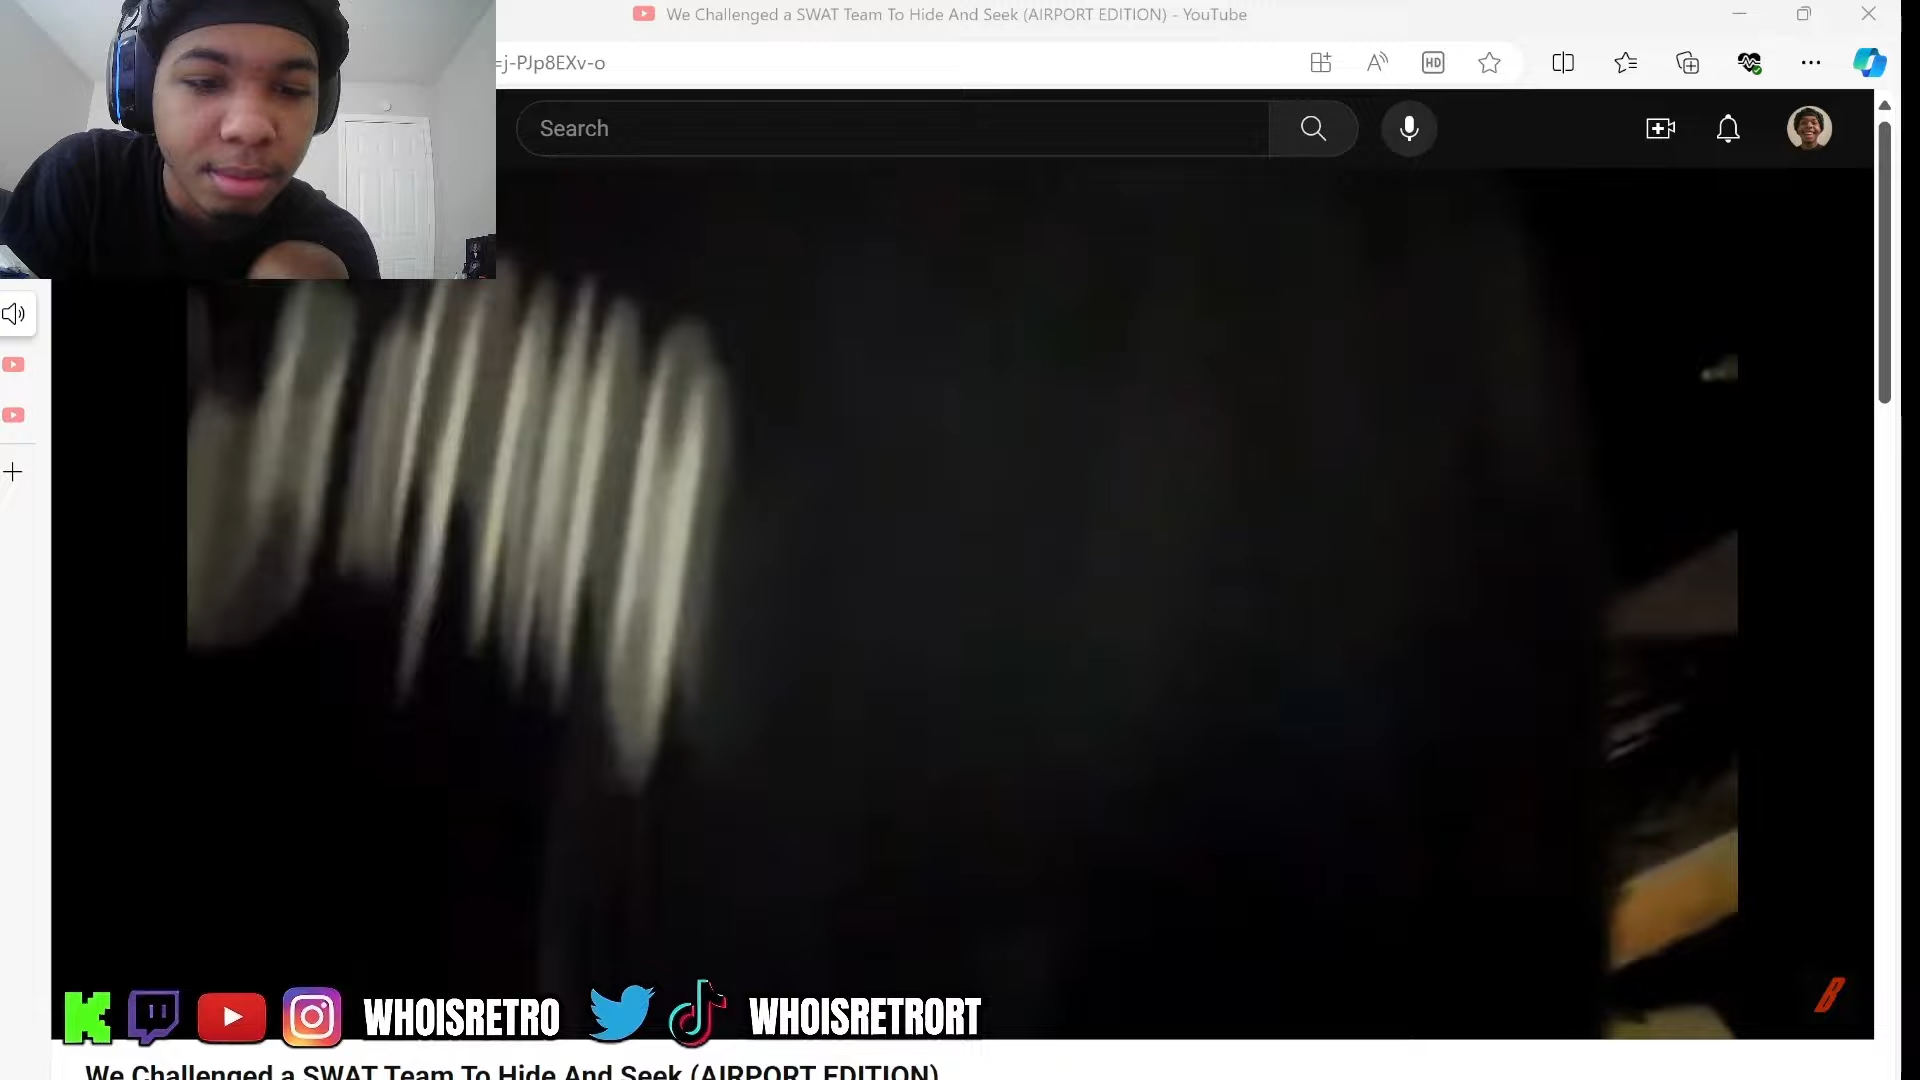 We Challenged a SWAT Team To Hide And Seek (AIRPORT EDITION) - YouTube
=j-PJp8EXv-o
HD
Search
WHOISRETRO WHOISRETRORT
We Challenged a SWAT Team To Hide And Seek (AIRPORT EDITION)